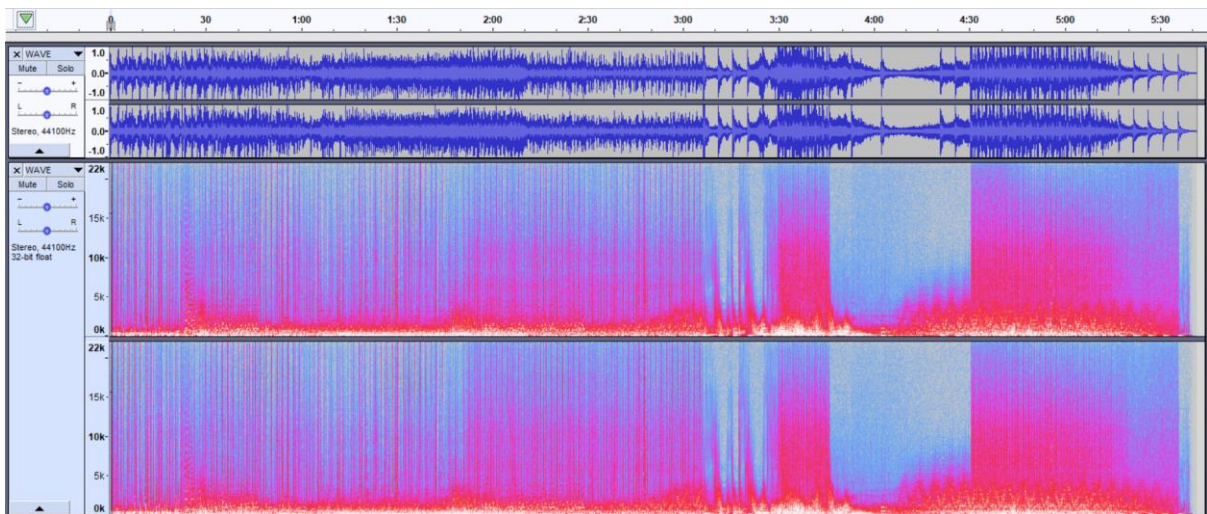 0 30 1:00 1:30 2:00 2:30 3:00 3:30 4:00 4:30 5:00 5:30
X WAVE 1.0
Mute Solo
- + 0.0-
-1.0
L R 1.0
Stereo, 44100Hz 0.0-
-1.0
X WAVE 22k
Mute Solo
- +
15k-
L R
Stereo, 44100Hz
32-bit float 10k-
5k-
0k
22k
15k-
10k-
5k-
0k